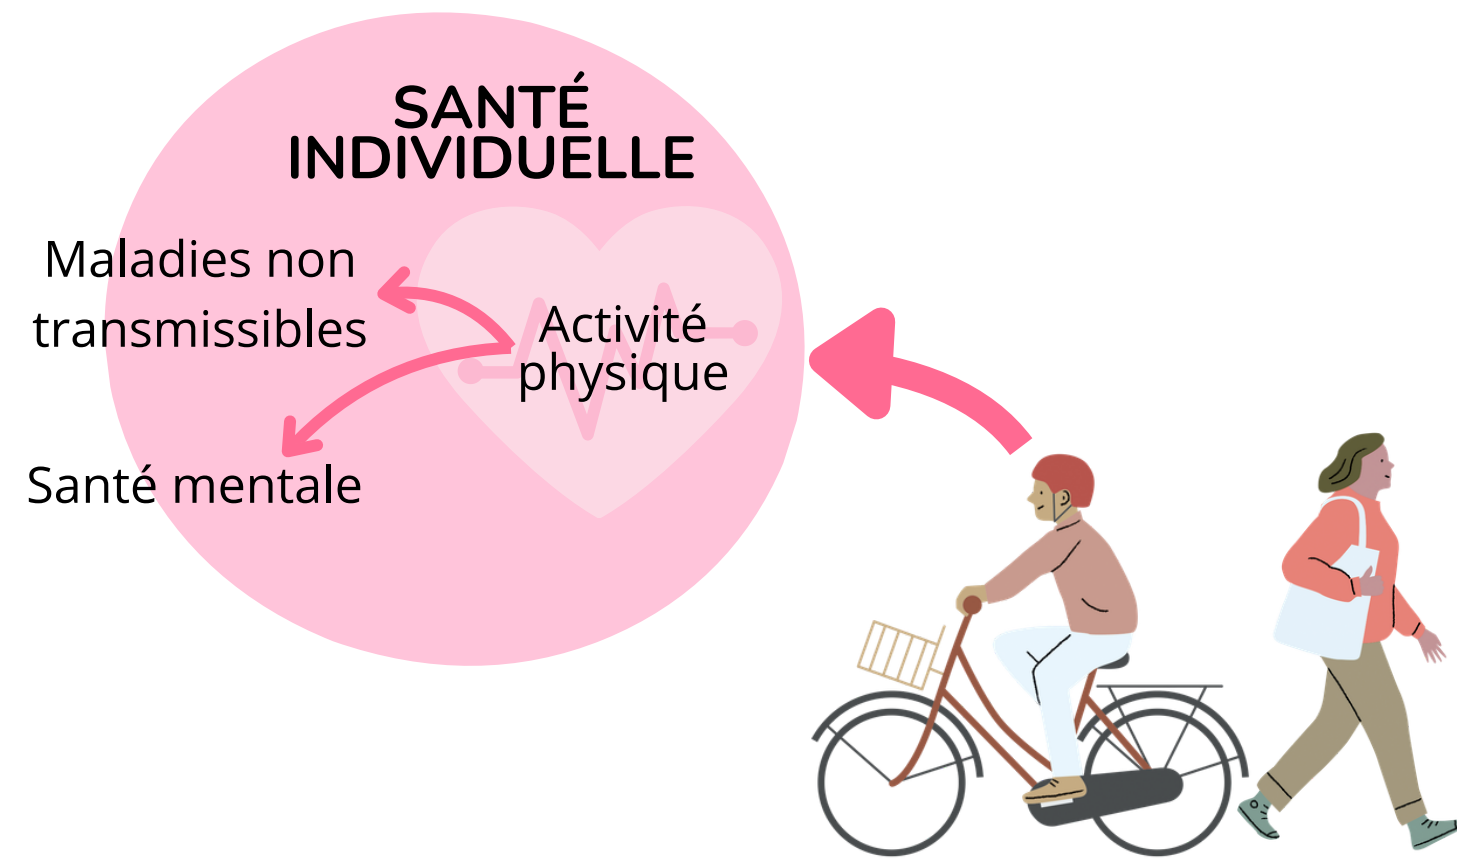 SANTÉ
INDIVIDUELLE
Maladies non
transmissibles
Activité
physique
Santé mentale